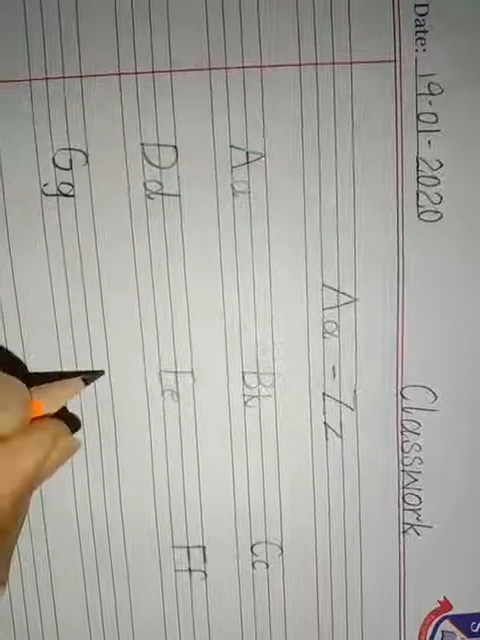 Date: 19-01-2020
Classwork
Aa - Zz
Aa Bb Cc
Dd Ee Ff
Gg